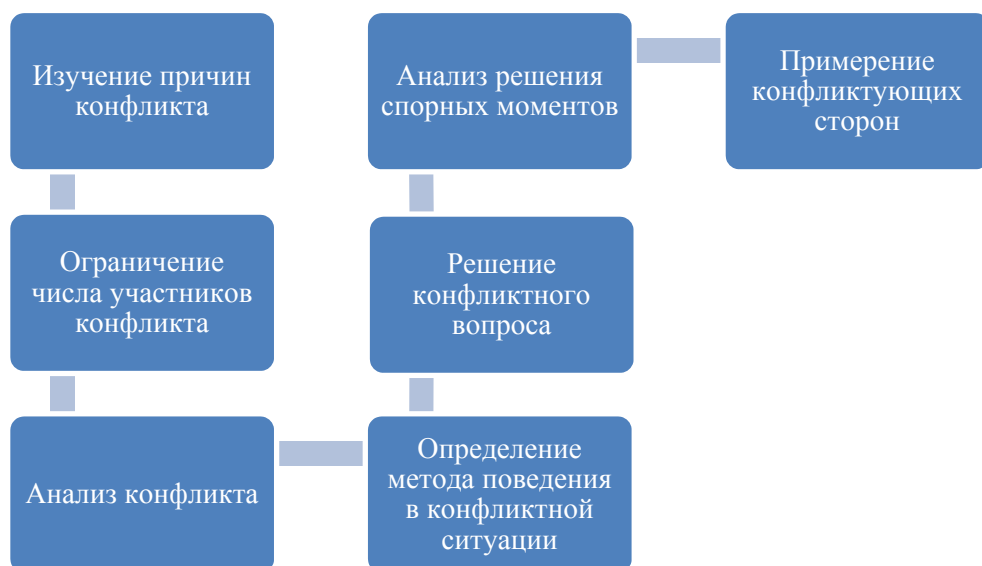 Изучение причин
конфликта
Ограничение
числа участников
конфликта
Анализ конфликта
Определение
метода поведения
в конфликтной
ситуации
Решение
конфликтного
вопроса
Анализ решения
спорных моментов
Примерение
конфликтующих
сторон